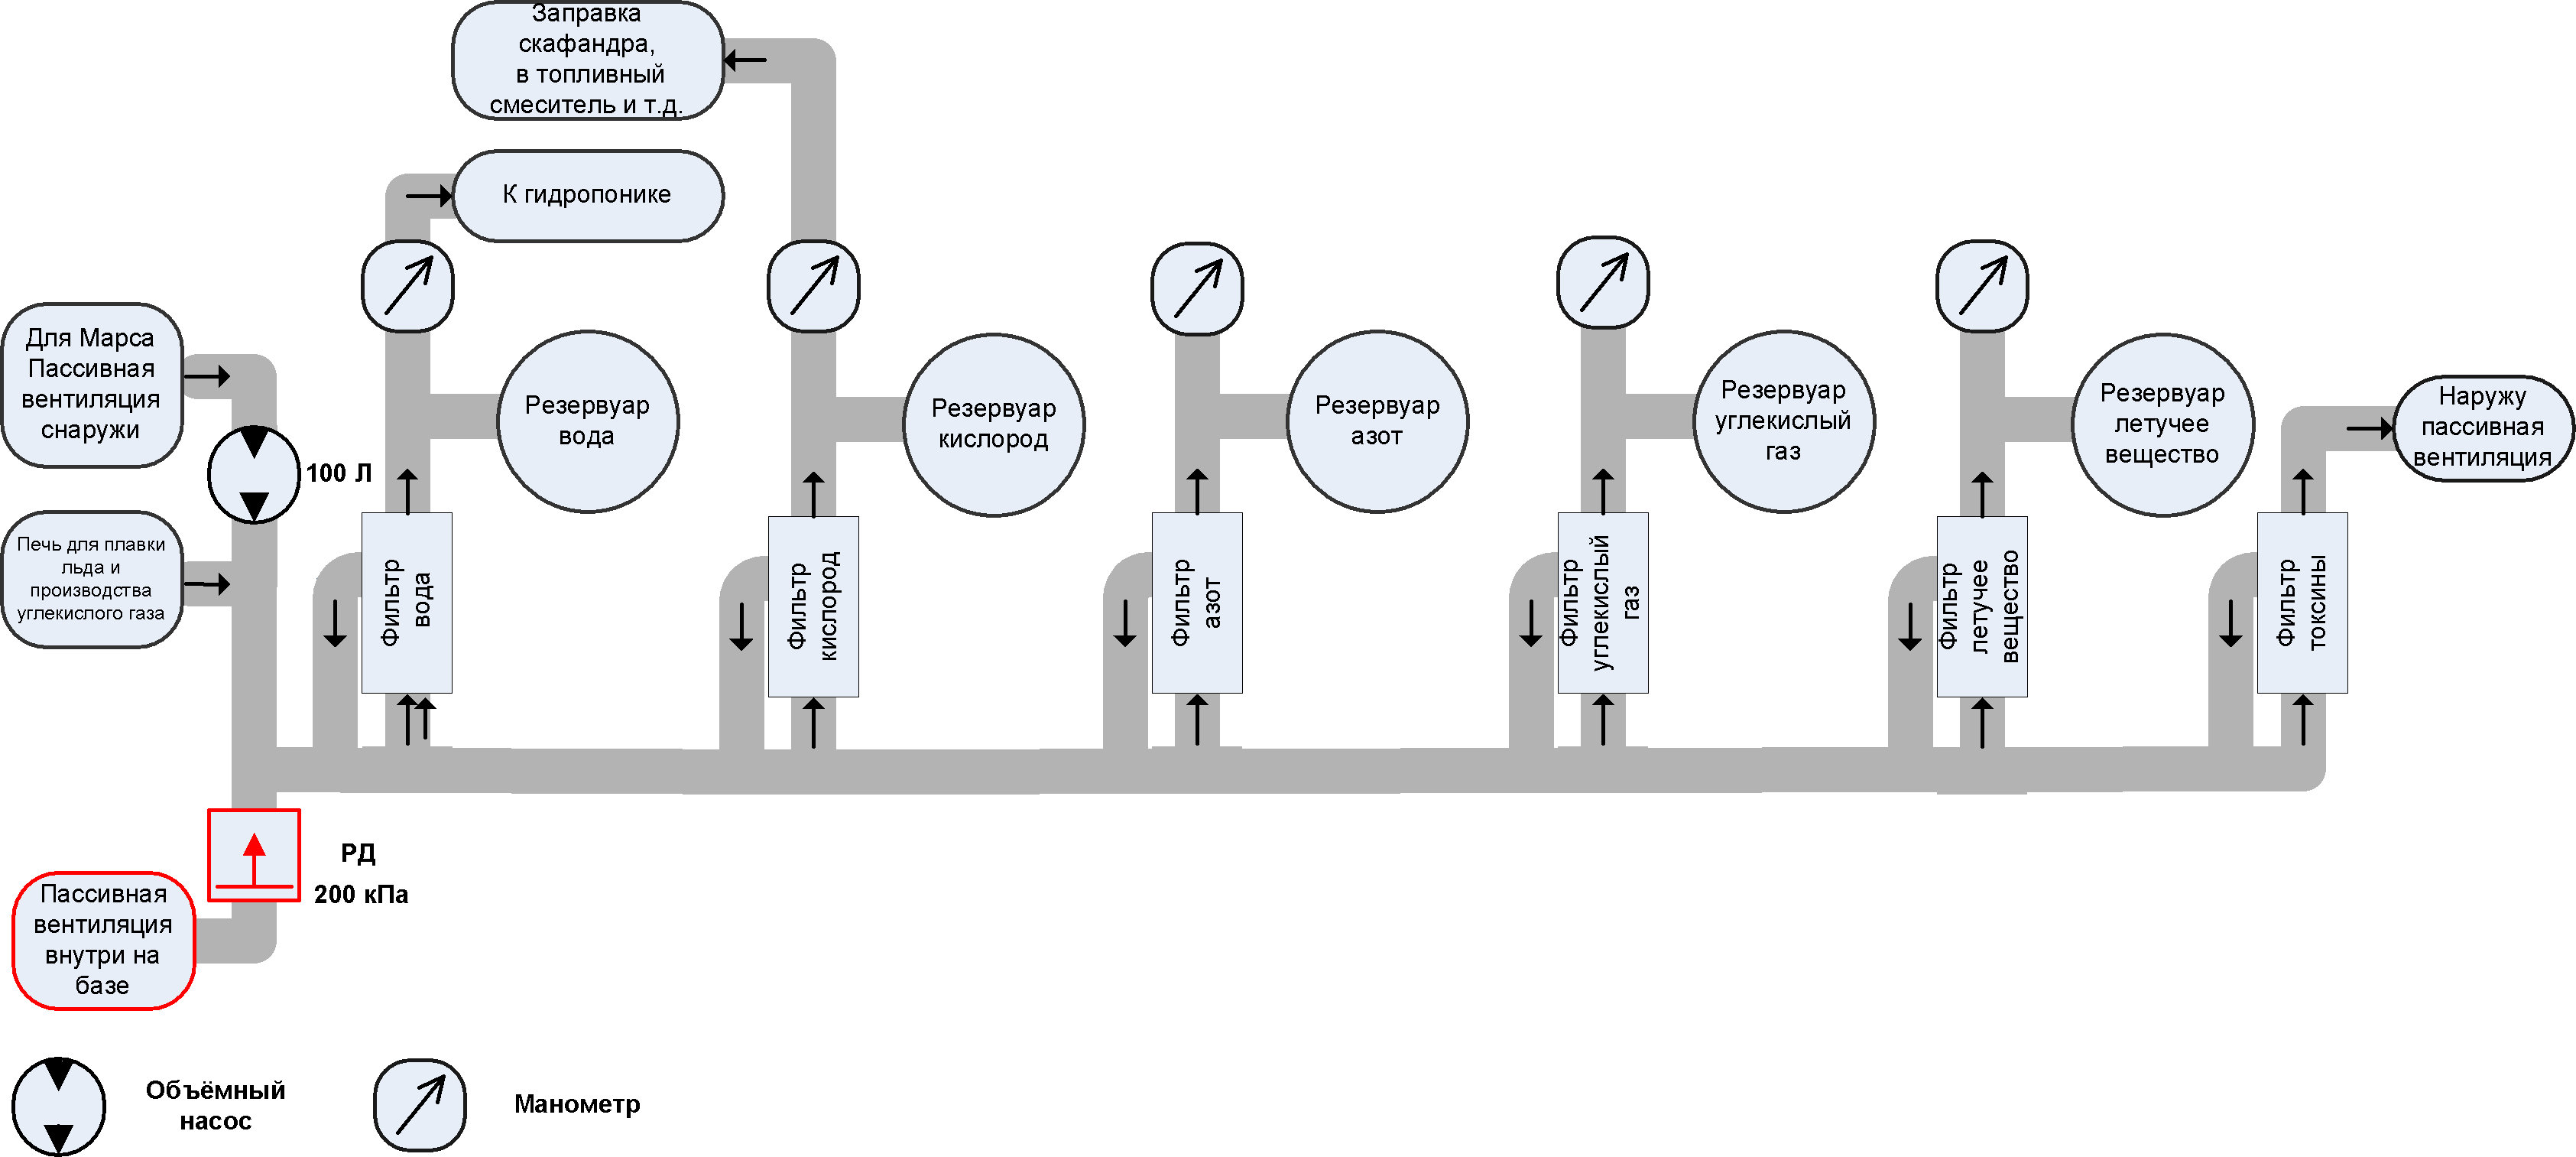 Заправка
скафандра,
в топливный
смеситель и т.д.
К гидропонике
Для Марса
Пассивная
вентиляция
снаружи
100 Л
Печь для плавки
льда и
производства
углекислого газа
Резервуар
вода
Резервуар
кислород
Резервуар
азот
Резервуар
углекислый
газ
Резервуар
летучее
вещество
Наружу
пассивная
вентиляция
Фильтр
вода
Фильтр
кислород
Фильтр
азот
Фильтр
углекислый
газ
Фильтр
летучее
вещество
Фильтр
токсины
РД
200 кПа
Пассивная
вентиляция
внутри на
базе
Объёмный
насос
Манометр